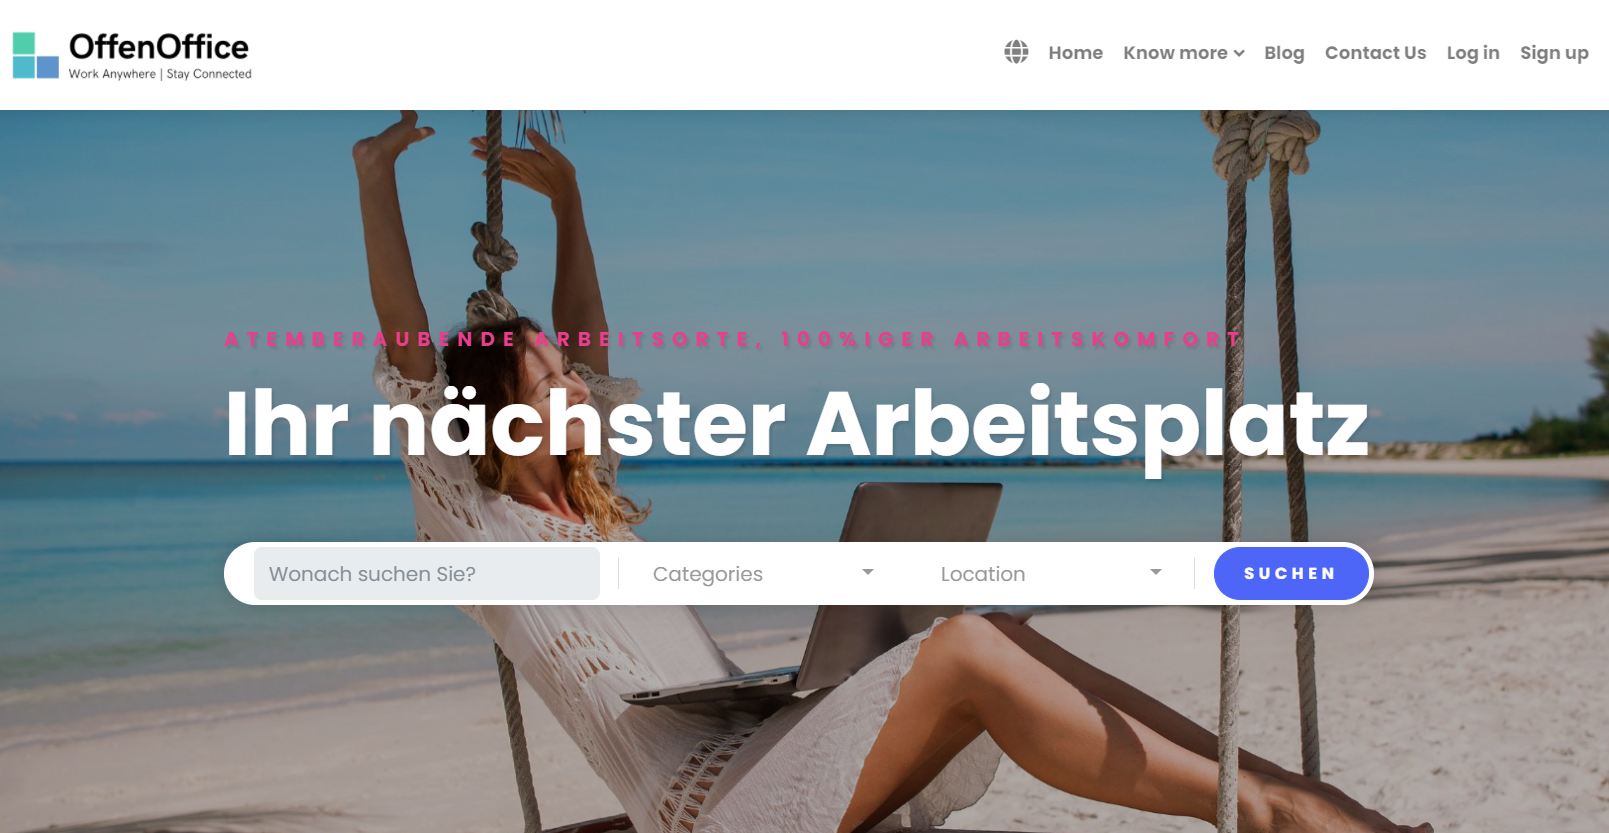 OffenOffice
Work Anywhere | Stay Connected
Home Know more Blog Contact Us Log in Sign up
ATEMBERAUBENDE ARBEITSORTE, 100%IGER ARBEITSKOMFORT
Ihr nächster Arbeitsplatz
Wonach suchen Sie? Categories Location SUCHEN